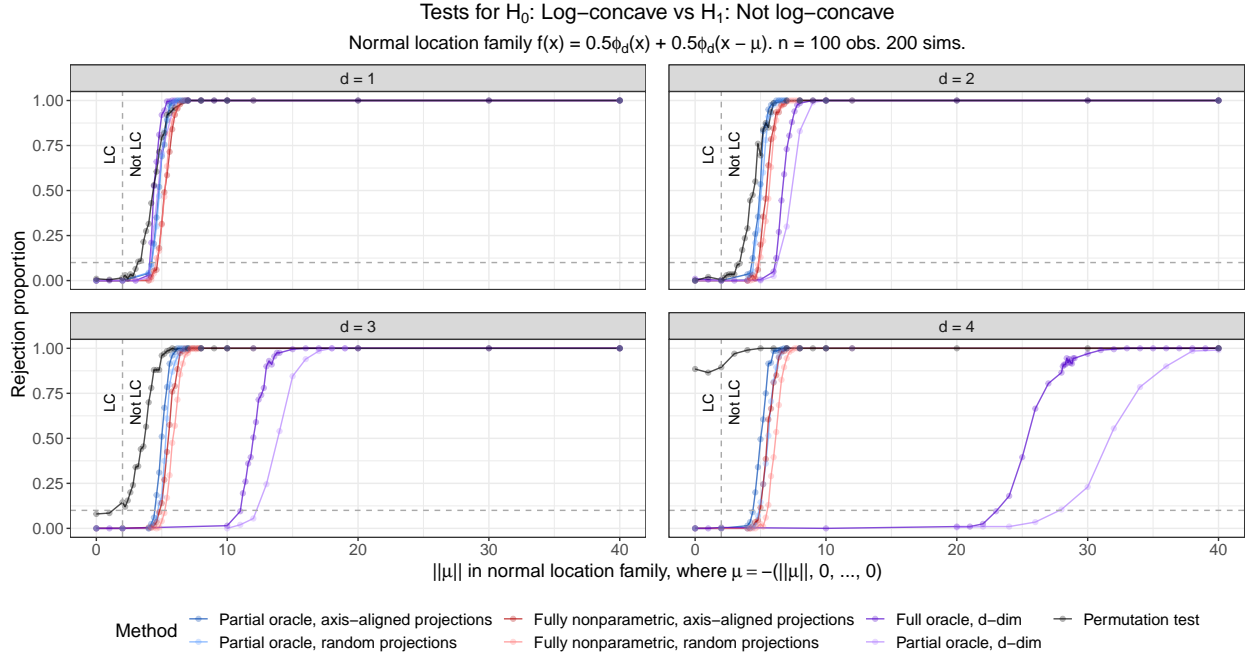 Tests for H₀: Log−concave vs H₁: Not log−concave
Normal location family f(x) = 0.5ϕ_d(x) + 0.5ϕ_d(x − μ). n = 100 obs. 200 sims.
d = 1
d = 2
1.00
0.75
0.50
0.25
0.00
LC
Not LC
LC
Not LC
d = 3
d = 4
1.00
0.75
0.50
0.25
0.00
LC
Not LC
LC
Not LC
Rejection proportion
0 10 20 30 40
0 10 20 30 40
||μ|| in normal location family, where μ = −(||μ||, 0, ..., 0)
Method
Partial oracle, axis−aligned projections
Partial oracle, random projections
Fully nonparametric, axis−aligned projections
Fully nonparametric, random projections
Full oracle, d−dim
Partial oracle, d−dim
Permutation test